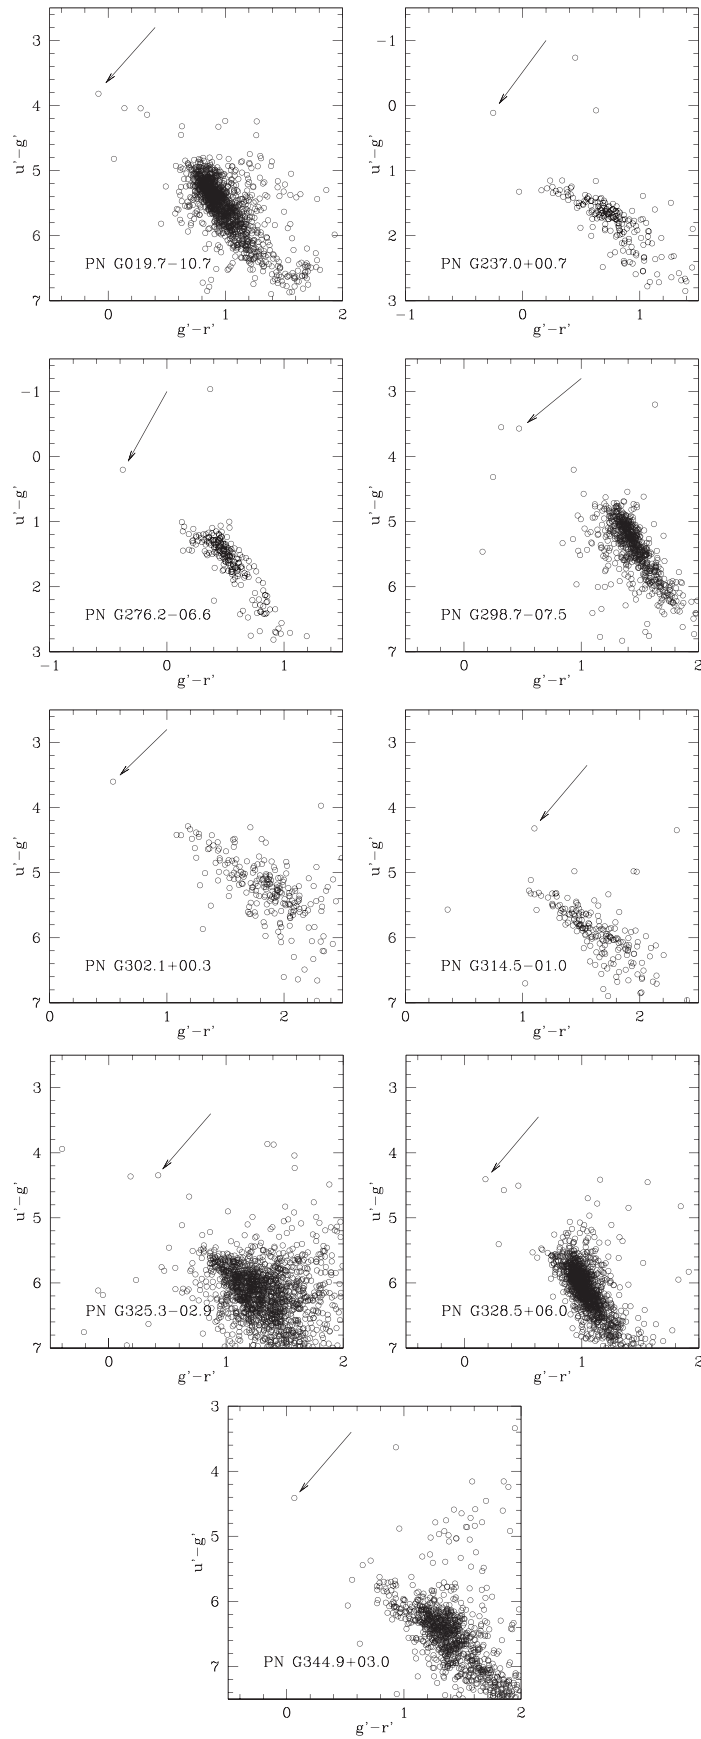 3
4
5
6
7
u'-g'
PN G019.7-10.7
0 1 2
g'-r'
-1
0
1
2
3
u'-g'
PN G237.0+00.7
-1 0 1
g'-r'
-1
0
1
2
3
u'-g'
PN G276.2-06.6
-1 0 1
g'-r'
3
4
5
6
7
u'-g'
PN G298.7-07.5
0 1 2
g'-r'
3
4
5
6
7
u'-g'
PN G302.1+00.3
0 1 2
g'-r'
3
4
5
6
7
u'-g'
PN G314.5-01.0
0 1 2
g'-r'
3
4
5
6
7
u'-g'
PN G325.3-02.9
0 1 2
g'-r'
3
4
5
6
7
u'-g'
PN G328.5+06.0
0 1 2
g'-r'
3
4
5
6
7
u'-g'
PN G344.9+03.0
0 1 2
g'-r'